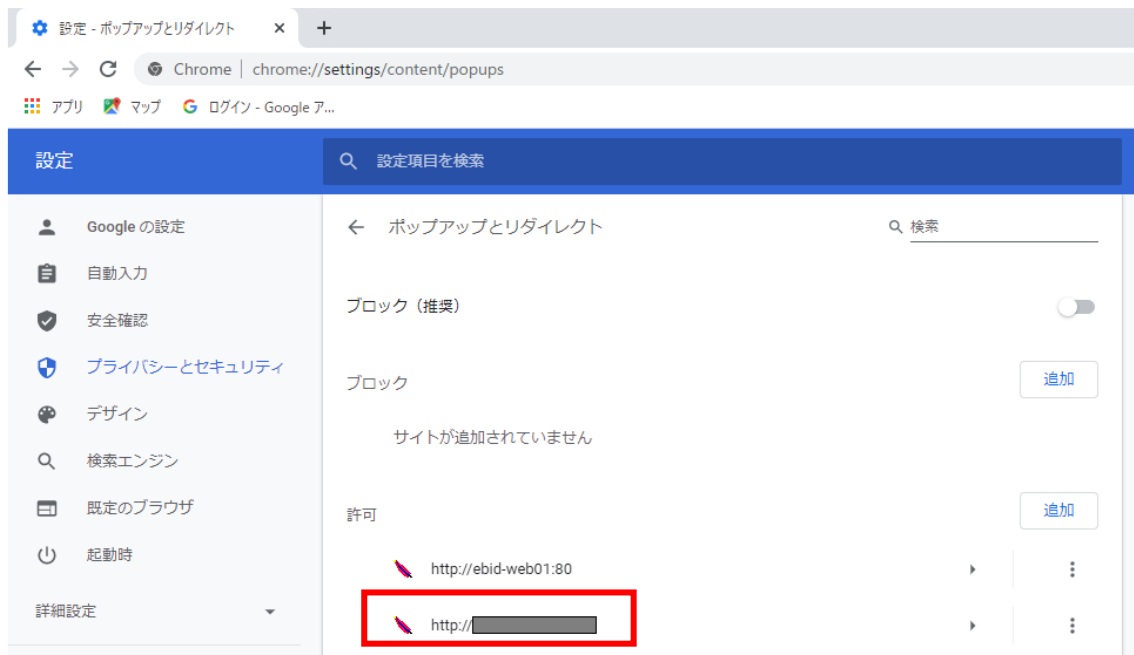 設定 - ポップアップとリダイレクト × +
Chrome | chrome://settings/content/popups
アプリ マップ G ログイン - Google ア...
設定
設定項目を検索
Google の設定
自動入力
安全確認
プライバシーとセキュリティ
デザイン
検索エンジン
既定のブラウザ
起動時
詳細設定
ポップアップとリダイレクト
検索
ブロック（推奨）
ブロック
追加
サイトが追加されていません
許可
追加
http://ebid-web01:80
http://